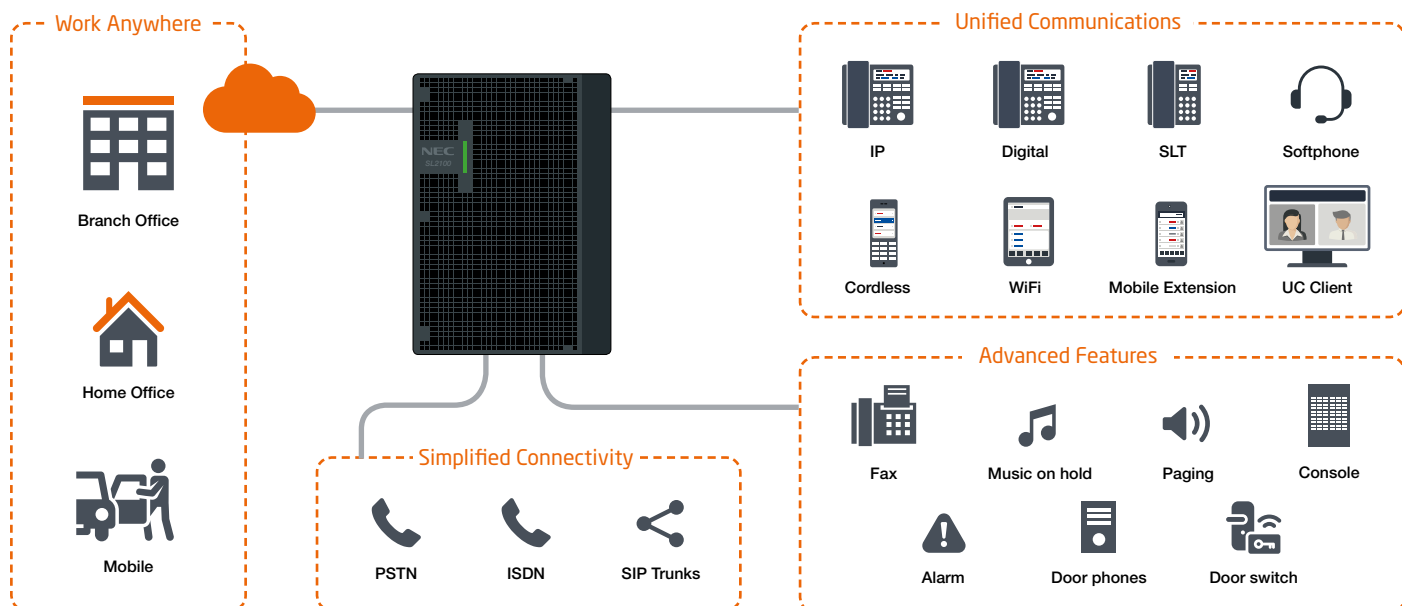 Work Anywhere
Branch Office
Home Office
Mobile
NEC
SL2100
Simplified Connectivity
PSTN
ISDN
SIP Trunks
Unified Communications
IP
Digital
SLT
Softphone
Cordless
WiFi
Mobile Extension
UC Client
Advanced Features
Fax
Music on hold
Paging
Console
Alarm
Door phones
Door switch